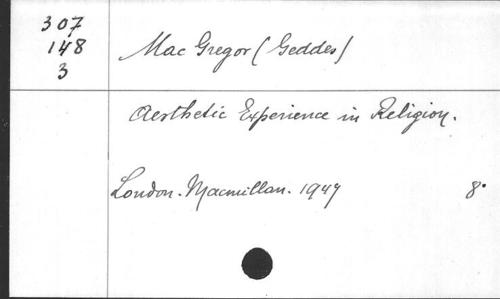 307
148
3
Mac Gregor (Geddes)
Aesthetic Experience in Religion.
London. Macmillan. 1947
8°